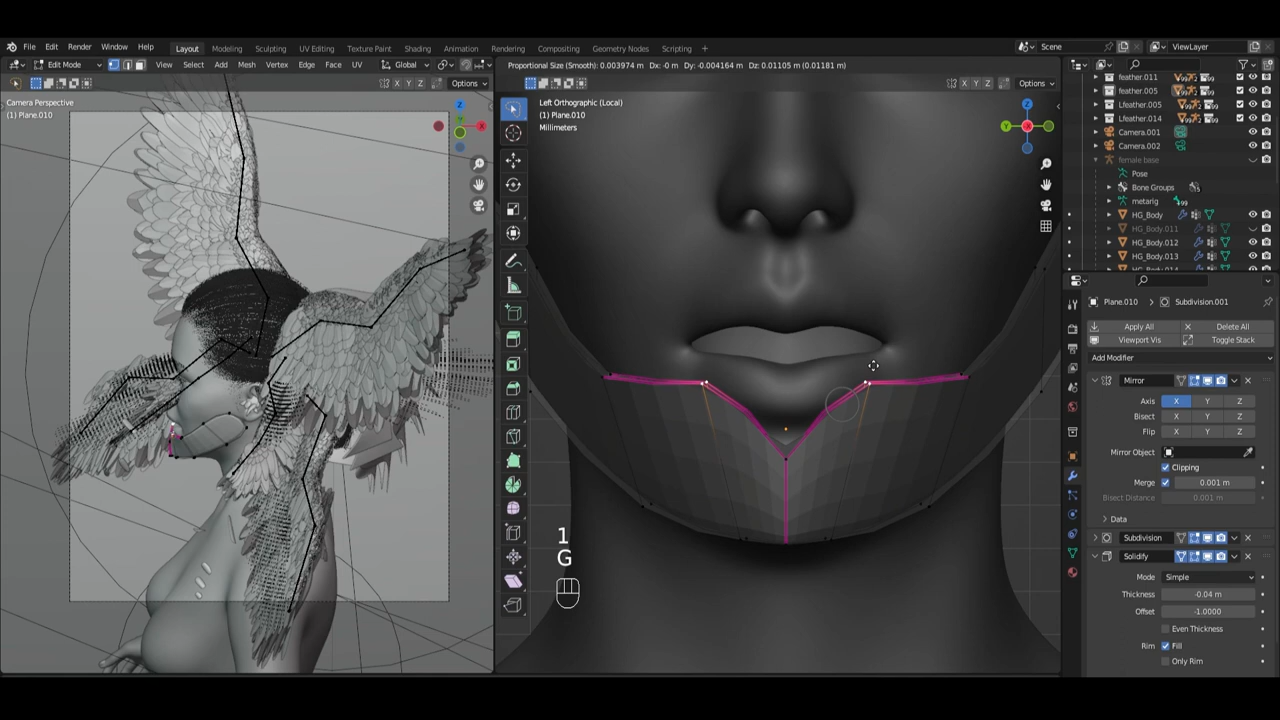 File Edit Render Window Help Layout Modeling Sculpting UV Editing Texture Paint Shading Animation Rendering Compositing Geometry Nodes Scripting + Scene ViewLayer
Edit Mode View Select Add Mesh Vertex Edge Face UV Global
Proportional Size (Smooth): 0.003974 m Dx: -0 m Dy: -0.004164 m Dz: 0.01105 m (0.01181 m)
Options
X Y Z Options
Camera Perspective
(1) Plane.010
Z
X
Left Orthographic (Local)
(1) Plane.010
Millimeters
Z
Y
X
1
G
feather.011
feather.005
Lfeather.005
Lfeather.014
Camera.001
Camera.002
female base
Pose
Bone Groups
metarig
HG_Body
HG_Body.011
HG_Body.012
HG_Body.013
Plane.010 Subdivision.001
Apply All Delete All
Viewport Vis Toggle Stack
Add Modifier
Mirror
Axis X Y Z
Bisect X Y Z
Flip X Y Z
Mirror Object
Clipping
Merge 0.001 m
Bisect Distance 0.001 m
Data
Subdivision
Solidify
Mode Simple
Thickness -0.04 m
Offset -1.0000
Even Thickness
Rim Fill
Only Rim